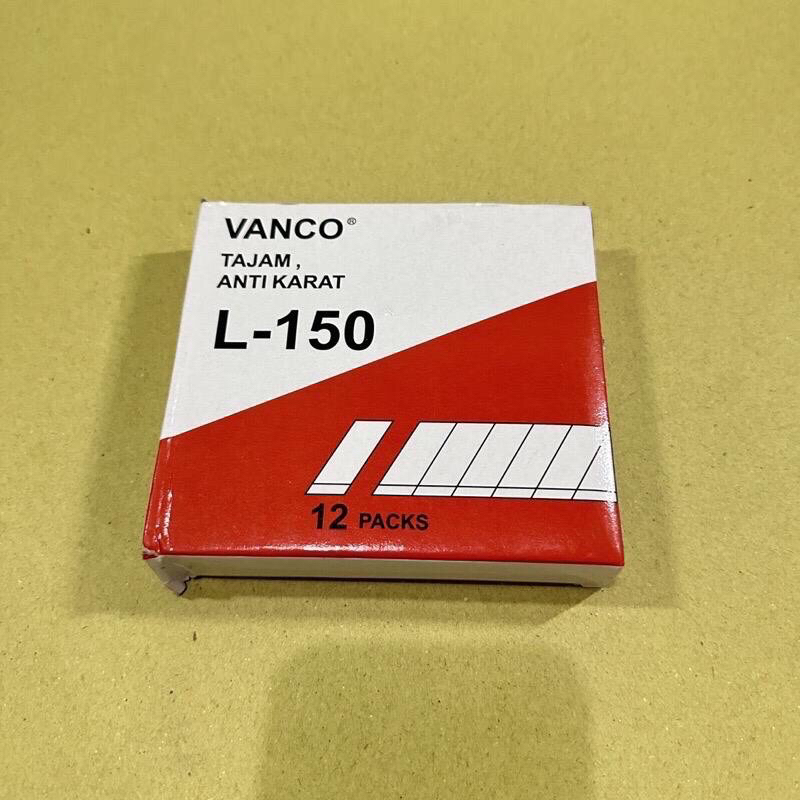 VANCO®
TAJAM ,
ANTI KARAT
L-150
12 PACKS